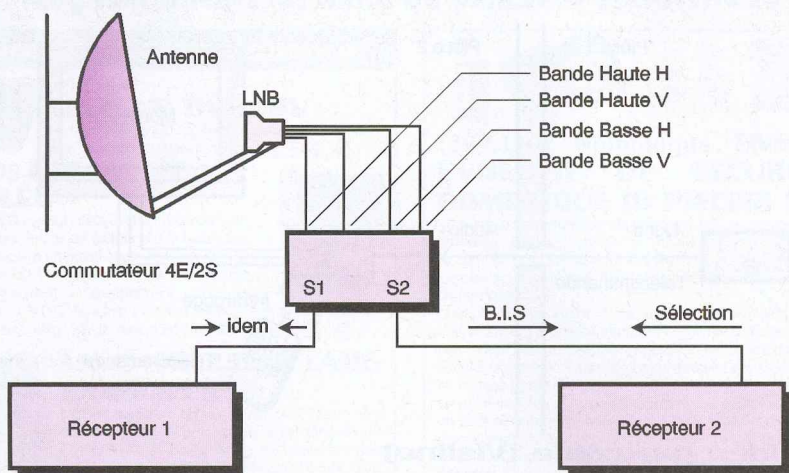 Antenne
LNB
Bande Haute H
Bande Haute V
Bande Basse H
Bande Basse V
Commutateur 4E/2S
S1 S2
idem
B.I.S
Sélection
Récepteur 1
Récepteur 2